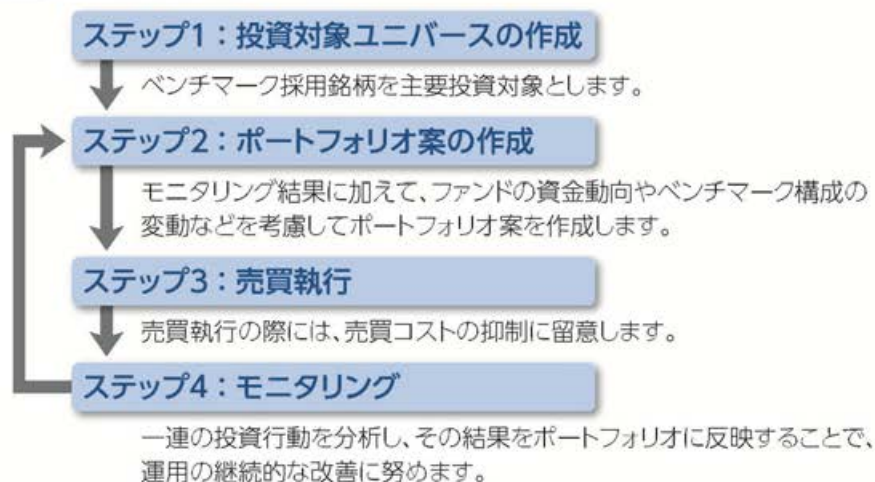 ステップ1：投資対象ユニバースの作成
ベンチマーク採用銘柄を主要投資対象とします。
ステップ2：ポートフォリオ案の作成
モニタリング結果に加えて、ファンドの資金動向やベンチマーク構成の
変動などを考慮してポートフォリオ案を作成します。
ステップ3：売買執行
売買執行の際には、売買コストの抑制に留意します。
ステップ4：モニタリング
一連の投資行動を分析し、その結果をポートフォリオに反映することで、
運用の継続的な改善に努めます。